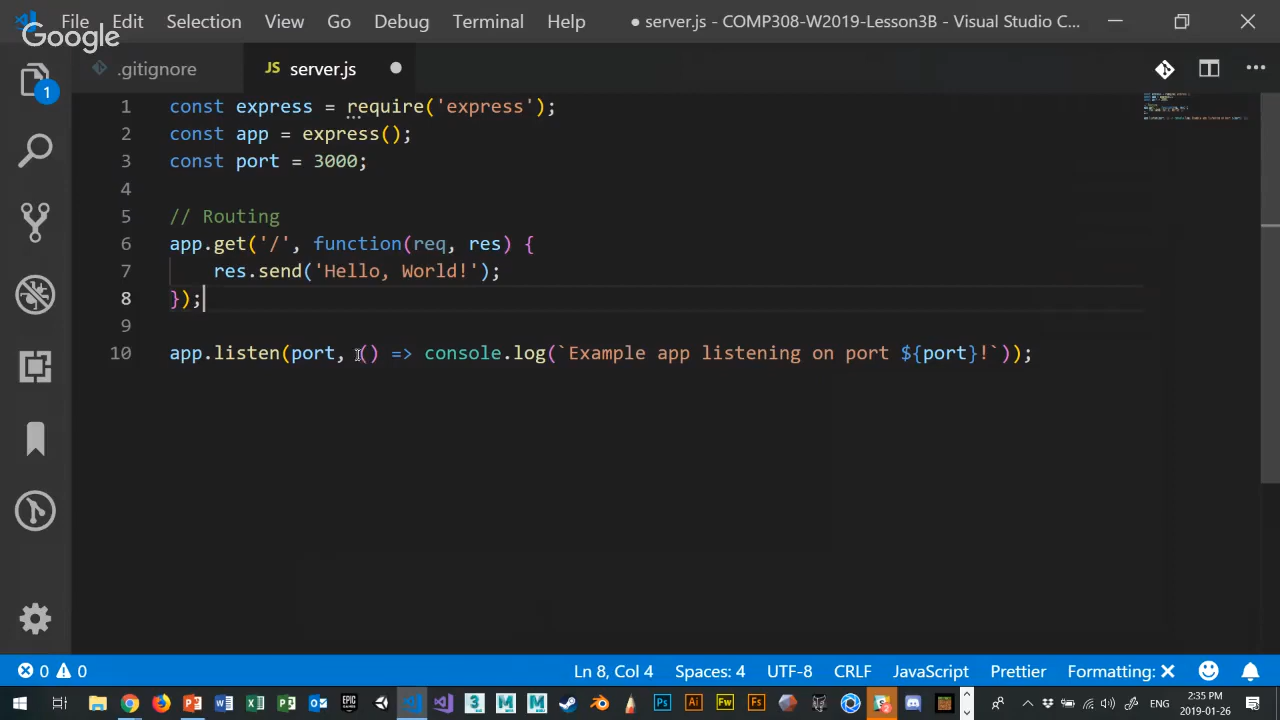 File Edit Selection View Go Debug Terminal Help ● server.js - COMP308-W2019-Lesson3B - Visual Studio C...
Google
.gitignore JS server.js
1
1 const express = require('express');
2 const app = express();
3 const port = 3000;
4
5 // Routing
6 app.get('/', function(req, res) {
7 res.send('Hello, World!');
8 });
9
10 app.listen(port, () => console.log(`Example app listening on port ${port}!`));
0 0 Ln 8, Col 4 Spaces: 4 UTF-8 CRLF JavaScript Prettier Formatting: ×
2:35 PM
ENG
2019-01-26